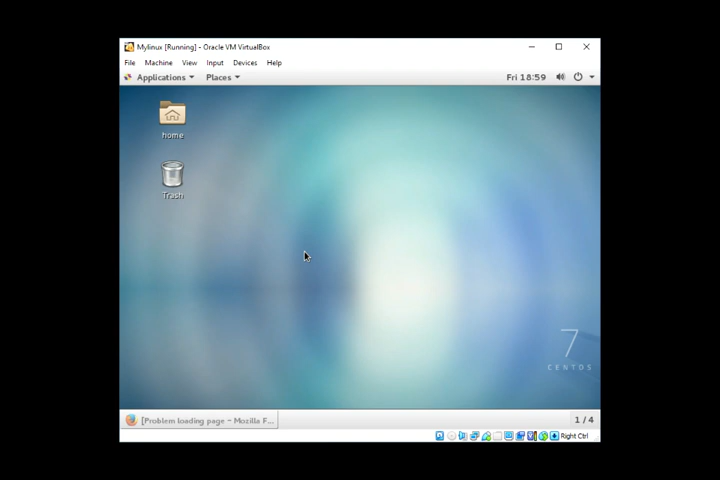 Mylinux [Running] - Oracle VM VirtualBox
File Machine View Input Devices Help
Applications Places Fri 18:59
home
Trash
7
CENTOS
[Problem loading page - Mozilla F... 1 / 4
Right Ctrl